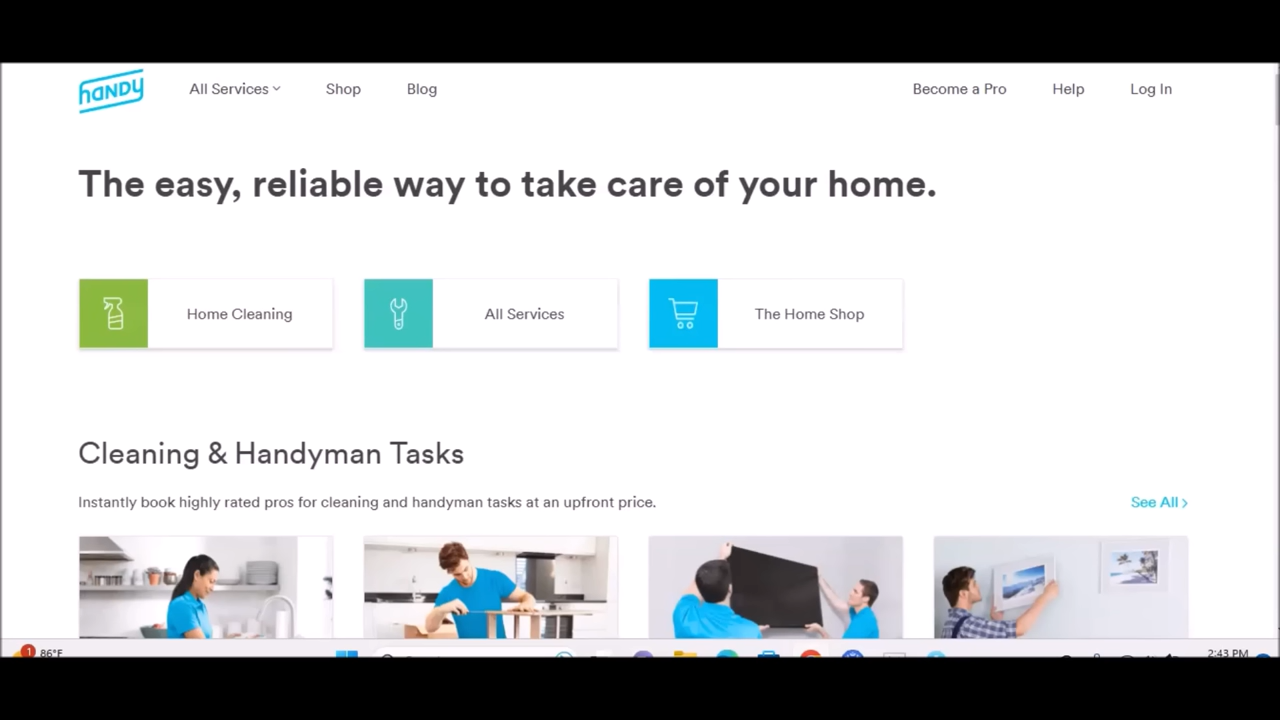 handy
All Services
Shop
Blog
Become a Pro
Help
Log In
The easy, reliable way to take care of your home.
Home Cleaning
All Services
The Home Shop
Cleaning & Handyman Tasks
Instantly book highly rated pros for cleaning and handyman tasks at an upfront price.
See All >
1
86°F
2:43 PM